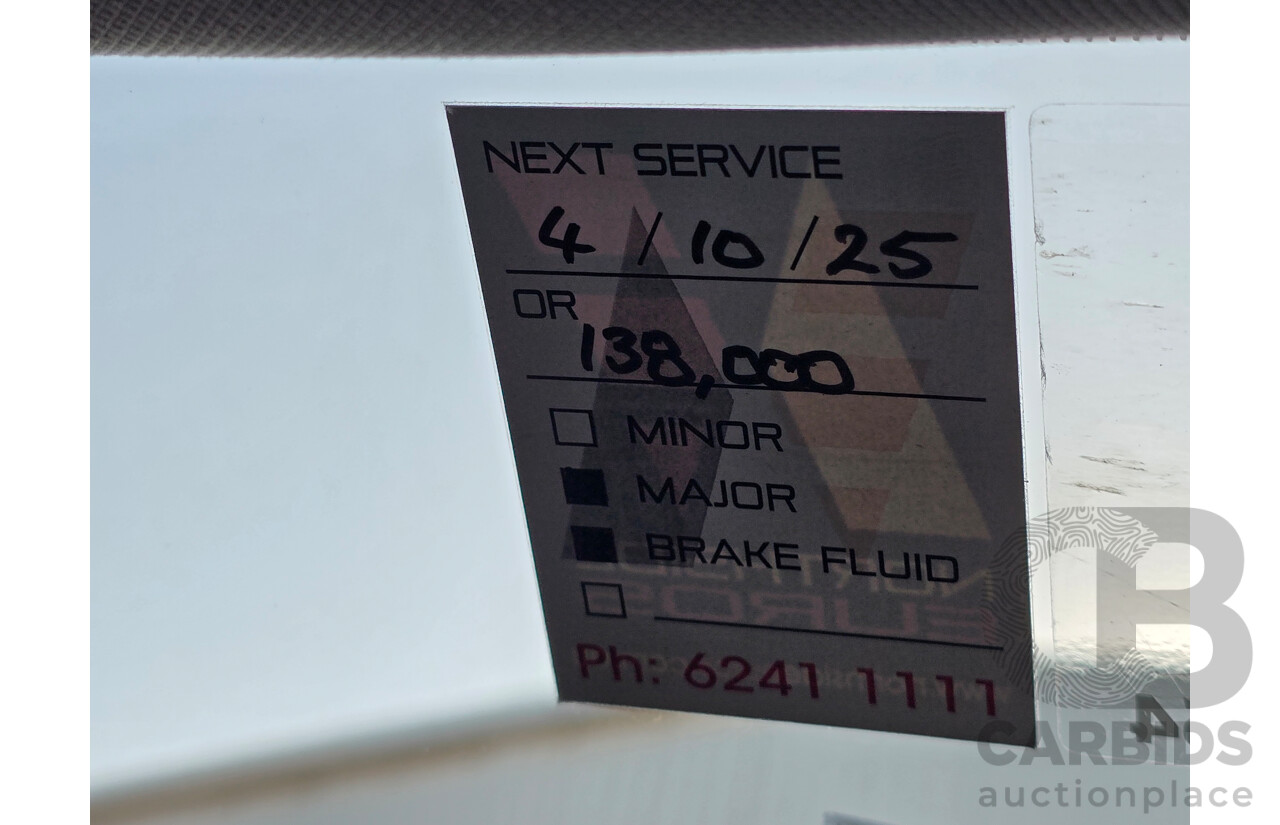 NEXT SERVICE
4 / 10 / 25
OR
138,000
MINOR
MAJOR
BRAKE FLUID
Ph: 6241 1111
CARBIDS
auctionplace